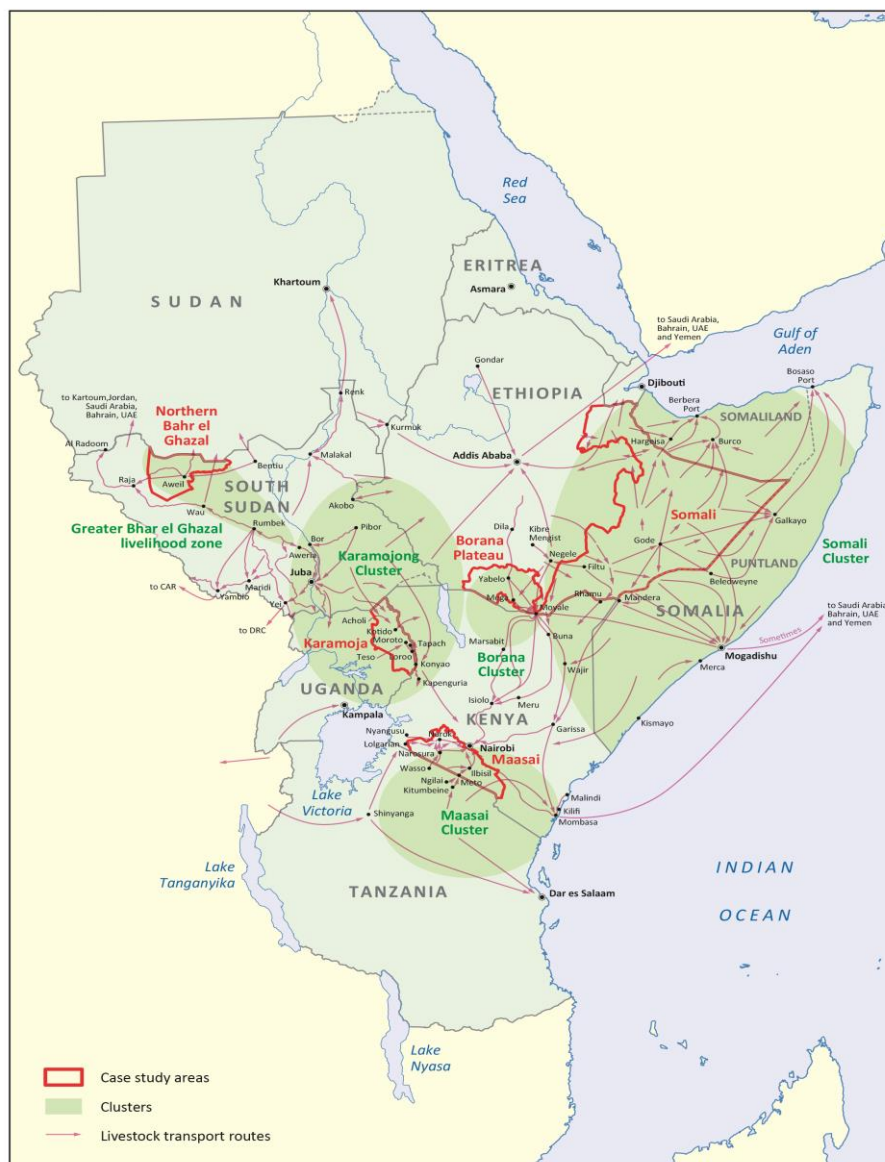 Red
Sea
ERITREA
Asmara
Khartoum
SUDAN
to Saudi Arabia,
Bahrain, UAE
and Yemen
Gulf of
Aden
Gondar
ETHIOPIA
Djibouti
Bosaso
Port
Berbera
Port
SOMALILAND
Renk
to Kartoum,Jordan,
Saudi Arabia,
Bahrain, UAE
Northern
Bahr el
Ghazal
Kurmuk
Hargeisa
Burco
Al Radoom
Addis Ababa
Bentiu
Malakal
Raja
Aweil
SOUTH
SUDAN
Akobo
Wau
Greater Bhar el Ghazal
livelihood zone
Rumbek
Bor
Pibor
Karamojong
Cluster
Dila
Kibre
Mengist
Borana
Plateau
Negele
Somali
Galkayo
Gode
Somali
Cluster
PUNTLAND
Aweria
Juba
Filtu
Yabelo
Beledweyne
Mega
Rhamu
Mandera
Moyale
SOMALIA
to CAR
Yambio
Maridi
Yei
to Saudi Arabia,
Bahrain, UAE
and Yemen
Acholi
to DRC
Kotido
Moroto
Tapach
Karamoja
Teso
Loroo
Konyao
Kapenguria
Marsabit
Buna
Sometimes
Mogadishu
Borana
Cluster
Wajir
Merca
UGANDA
Kampala
Isiolo
Meru
KENYA
Kismayo
Garissa
Nyangusu
Lolgarian
Narok
Nairobi
Narosura
Maasai
Wasso
Ilbisil
Ngilai
Meto
Kitumbeine
Malindi
Kilifi
Mombasa
Lake
Victoria
Shinyanga
Maasai
Cluster
Lake
Tanganyika
TANZANIA
Dar es Salaam
INDIAN
OCEAN
Lake
Nyasa
Case study areas
Clusters
Livestock transport routes